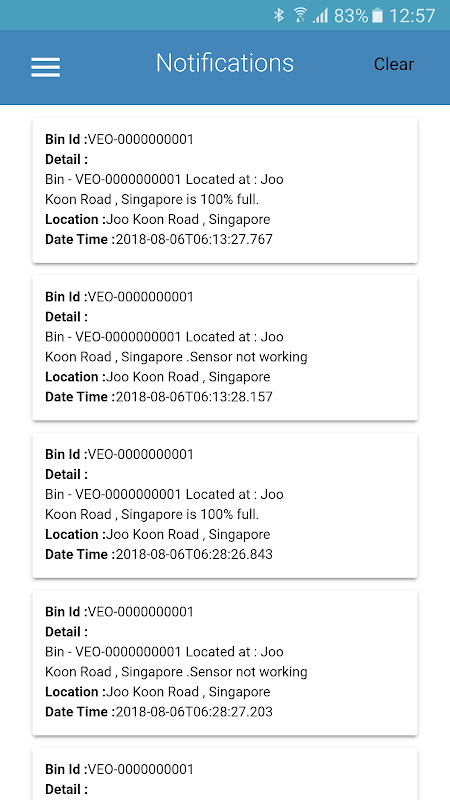 83% 12:57
Notifications
Clear
Bin Id :VEO-0000000001
Detail :
Bin - VEO-0000000001 Located at : Joo
Koon Road , Singapore is 100% full.
Location :Joo Koon Road , Singapore
Date Time :2018-08-06T06:13:27.767
Bin Id :VEO-0000000001
Detail :
Bin - VEO-0000000001 Located at : Joo
Koon Road , Singapore .Sensor not working
Location :Joo Koon Road , Singapore
Date Time :2018-08-06T06:13:28.157
Bin Id :VEO-0000000001
Detail :
Bin - VEO-0000000001 Located at : Joo
Koon Road , Singapore is 100% full.
Location :Joo Koon Road , Singapore
Date Time :2018-08-06T06:28:26.843
Bin Id :VEO-0000000001
Detail :
Bin - VEO-0000000001 Located at : Joo
Koon Road , Singapore .Sensor not working
Location :Joo Koon Road , Singapore
Date Time :2018-08-06T06:28:27.203
Bin Id :VEO-0000000001
Detail :